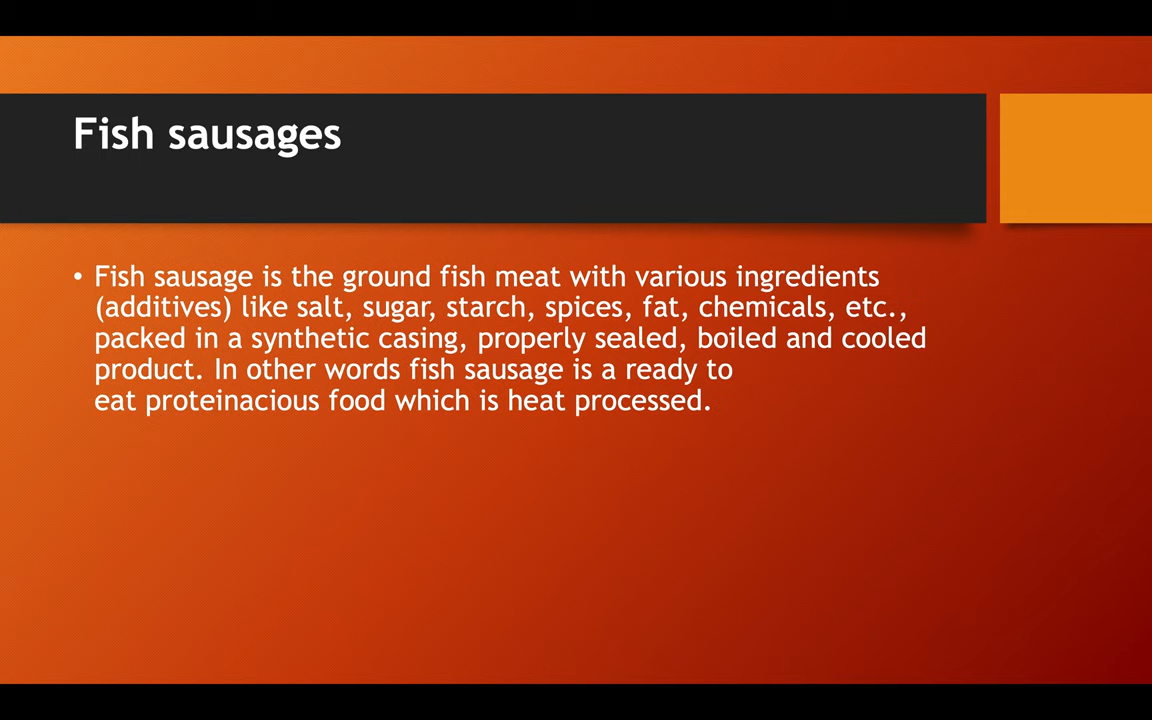 Fish sausages
• Fish sausage is the ground fish meat with various ingredients
(additives) like salt, sugar, starch, spices, fat, chemicals, etc.,
packed in a synthetic casing, properly sealed, boiled and cooled
product. In other words fish sausage is a ready to
eat proteinacious food which is heat processed.